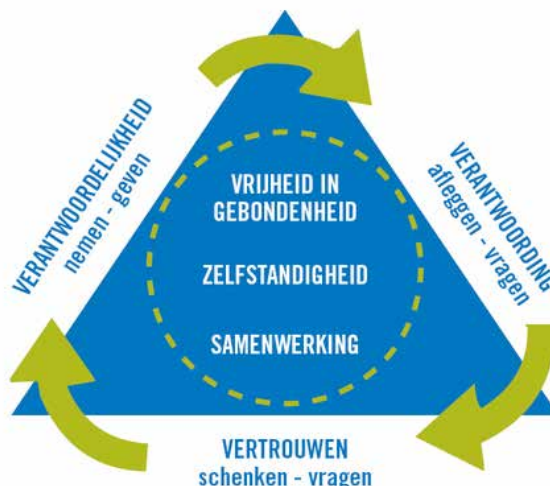 VERANTWOORDELIJKHEID
nemen - geven
VERANTWOORDING
afleggen - vragen
VRIJHEID IN
GEBONDENHEID
ZELFSTANDIGHEID
SAMENWERKING
VERTROUWEN
schenken - vragen